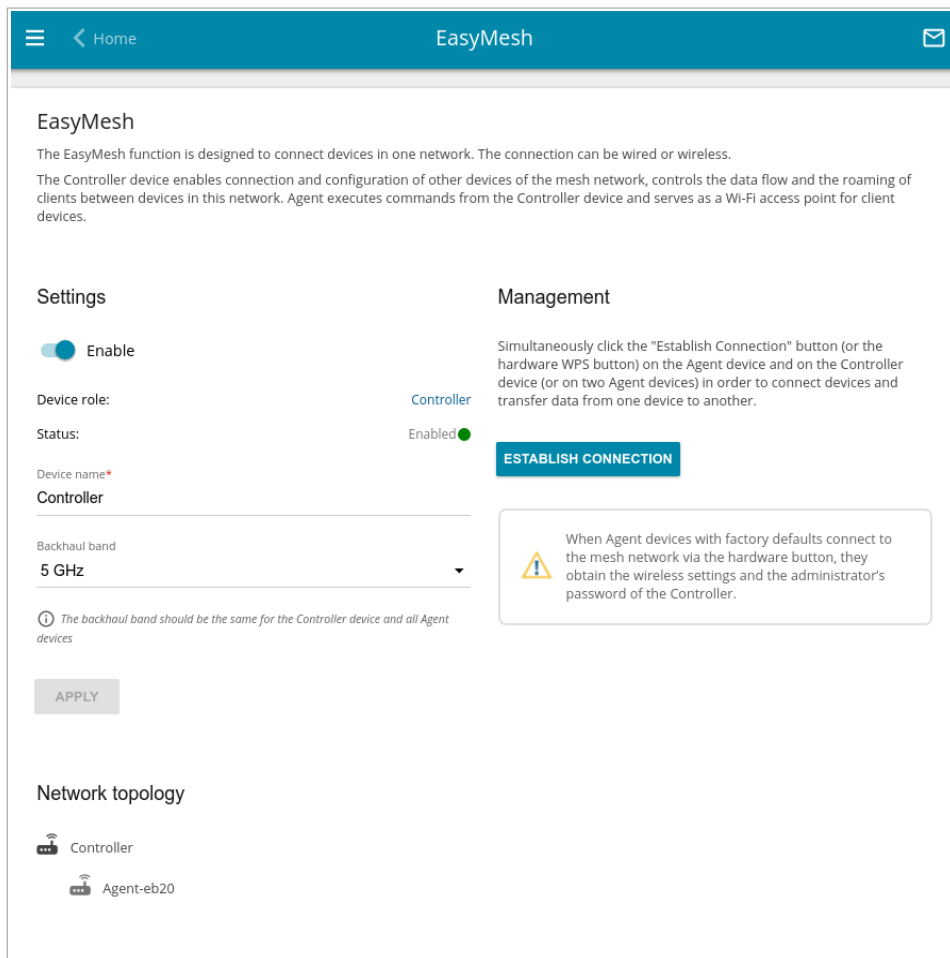 Home
EasyMesh
EasyMesh
The EasyMesh function is designed to connect devices in one network. The connection can be wired or wireless.
The Controller device enables connection and configuration of other devices of the mesh network, controls the data flow and the roaming of
clients between devices in this network. Agent executes commands from the Controller device and serves as a Wi-Fi access point for client
devices.
Settings
Enable
Device role:
Controller
Status:
Enabled
Device name*
Controller
Backhaul band
5 GHz
The backhaul band should be the same for the Controller device and all Agent
devices
APPLY
Management
Simultaneously click the "Establish Connection" button (or the
hardware WPS button) on the Agent device and on the Controller
device (or on two Agent devices) in order to connect devices and
transfer data from one device to another.
ESTABLISH CONNECTION
When Agent devices with factory defaults connect to
the mesh network via the hardware button, they
obtain the wireless settings and the administrator's
password of the Controller.
Network topology
Controller
Agent-eb20